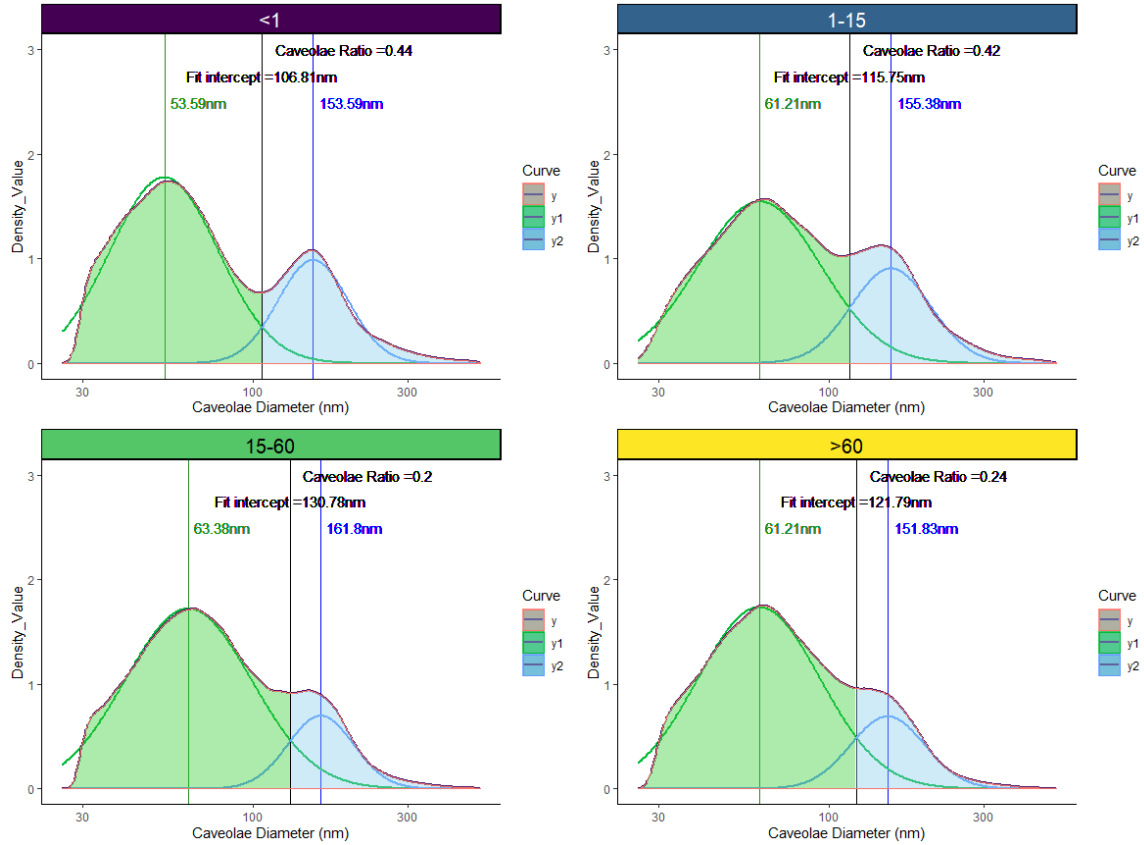 <1
Caveolae Ratio =0.44
Fit intercept =106.81nm
53.59nm
153.59nm
3
2
1
0
Density_Value
30
100
300
Caveolae Diameter (nm)
Curve
y
y1
y2
1-15
Caveolae Ratio =0.42
Fit intercept =115.75nm
61.21nm
155.38nm
3
2
1
0
Density_Value
30
100
300
Caveolae Diameter (nm)
Curve
y
y1
y2
15-60
Caveolae Ratio =0.2
Fit intercept =130.78nm
63.38nm
161.8nm
3
2
1
0
Density_Value
30
100
300
Caveolae Diameter (nm)
Curve
y
y1
y2
>60
Caveolae Ratio =0.24
Fit intercept =121.79nm
61.21nm
151.83nm
3
2
1
0
Density_Value
30
100
300
Caveolae Diameter (nm)
Curve
y
y1
y2